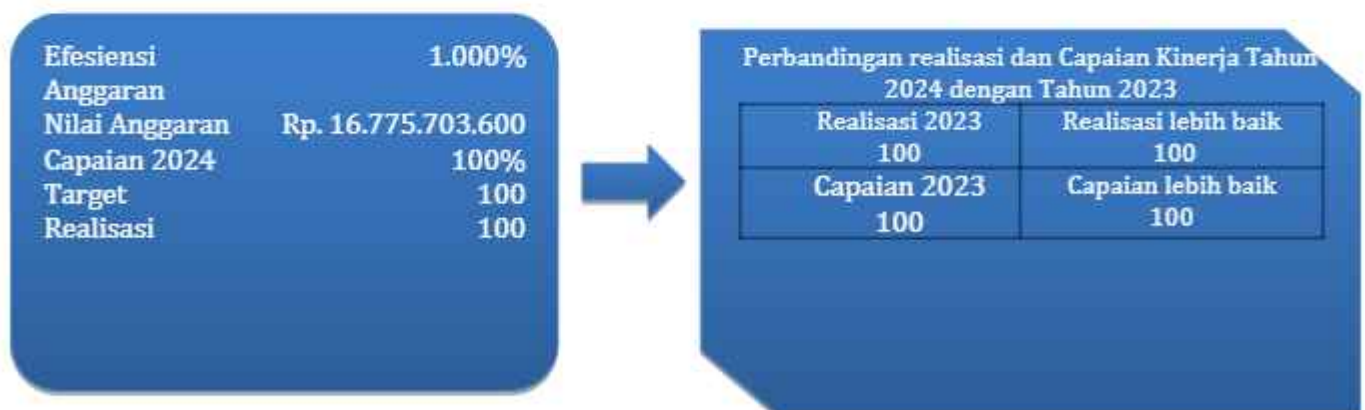 Efesiensi 1.000%
Anggaran
Nilai Anggaran Rp. 16.775.703.600
Capaian 2024 100%
Target 100
Realisasi 100
Perbandingan realisasi dan Capaian Kinerja Tahun
2024 dengan Tahun 2023
Realisasi 2023 Realisasi lebih baik
100 100
Capaian 2023 Capaian lebih baik
100 100